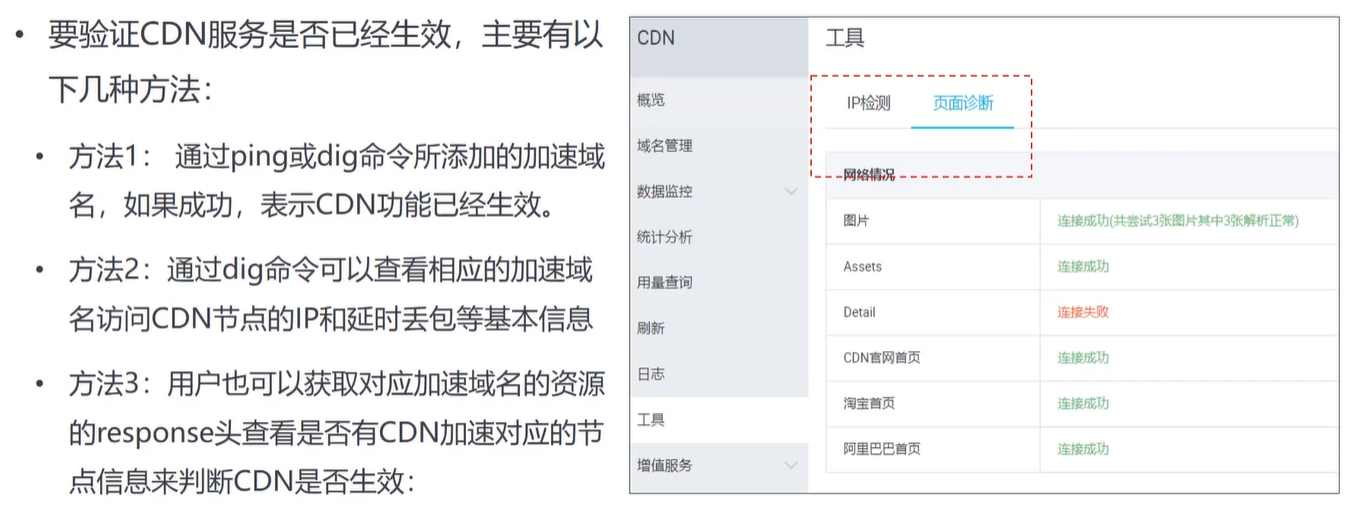 • 要验证CDN服务是否已经生效，主要有以
下几种方法：
• 方法1： 通过ping或dig命令所添加的加速域
名，如果成功，表示CDN功能已经生效。
• 方法2：通过dig命令可以查看相应的加速域
名访问CDN节点的IP和延时丢包等基本信息
• 方法3：用户也可以获取对应加速域名的资源
的response头查看是否有CDN加速对应的节
点信息来判断CDN是否生效：
CDN
概览
域名管理
数据监控
统计分析
用量查询
刷新
日志
工具
增值服务
工具
IP检测 页面诊断
网络情况
图片 连接成功(共尝试3张图片其中3张解析正常)
Assets 连接成功
Detail 连接失败
CDN官网首页 连接成功
淘宝首页 连接成功
阿里巴巴首页 连接成功